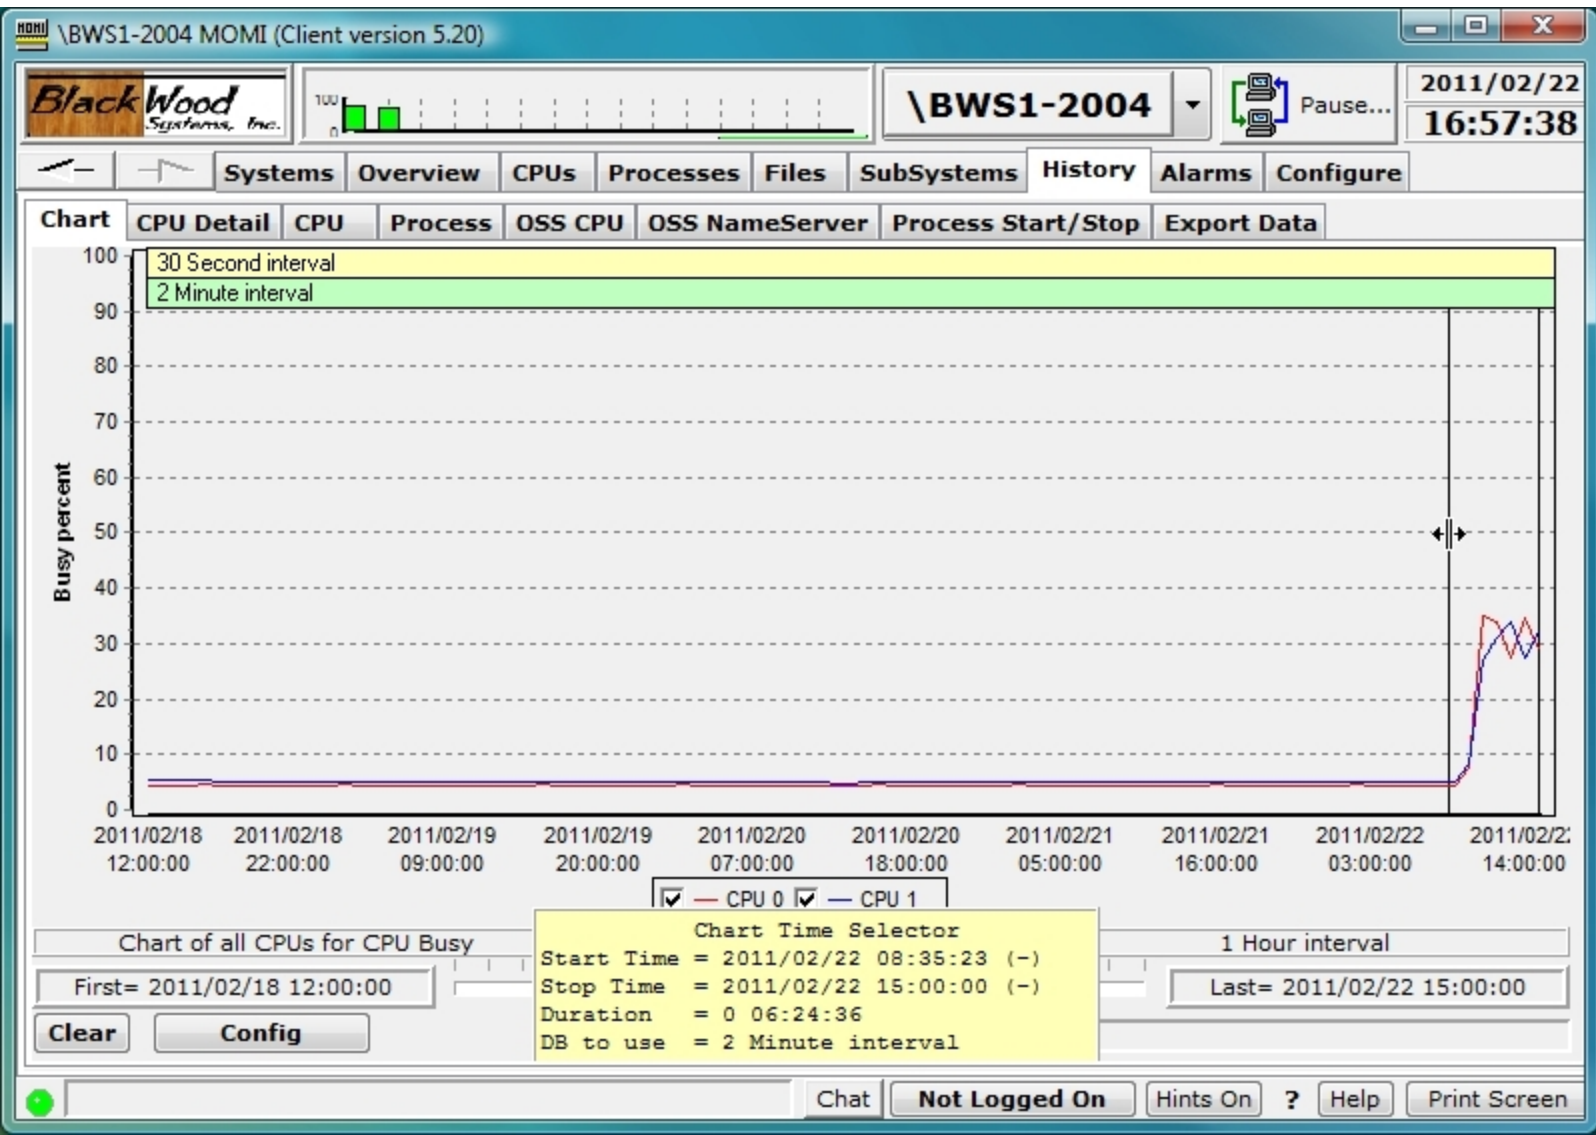 MOMI \BWS1-2004 MOMI (Client version 5.20)
BlackWood
Systems, Inc.
100
0
\BWS1-2004
Pause...
2011/02/22
16:57:38
Systems Overview CPUs Processes Files SubSystems History Alarms Configure
Chart CPU Detail CPU Process OSS CPU OSS NameServer Process Start/Stop Export Data
30 Second interval
2 Minute interval
100
90
80
70
60
50
40
30
20
10
0
Busy percent
2011/02/18 2011/02/18 2011/02/19 2011/02/19 2011/02/20 2011/02/20 2011/02/21 2011/02/21 2011/02/22 2011/02/22
12:00:00 22:00:00 09:00:00 20:00:00 07:00:00 18:00:00 05:00:00 16:00:00 03:00:00 14:00:00
CPU 0 CPU 1
Chart of all CPUs for CPU Busy
1 Hour interval
First= 2011/02/18 12:00:00
Last= 2011/02/22 15:00:00
Clear Config
Chart Time Selector
Start Time = 2011/02/22 08:35:23 (-)
Stop Time = 2011/02/22 15:00:00 (-)
Duration = 0 06:24:36
DB to use = 2 Minute interval
Chat Not Logged On Hints On ? Help Print Screen